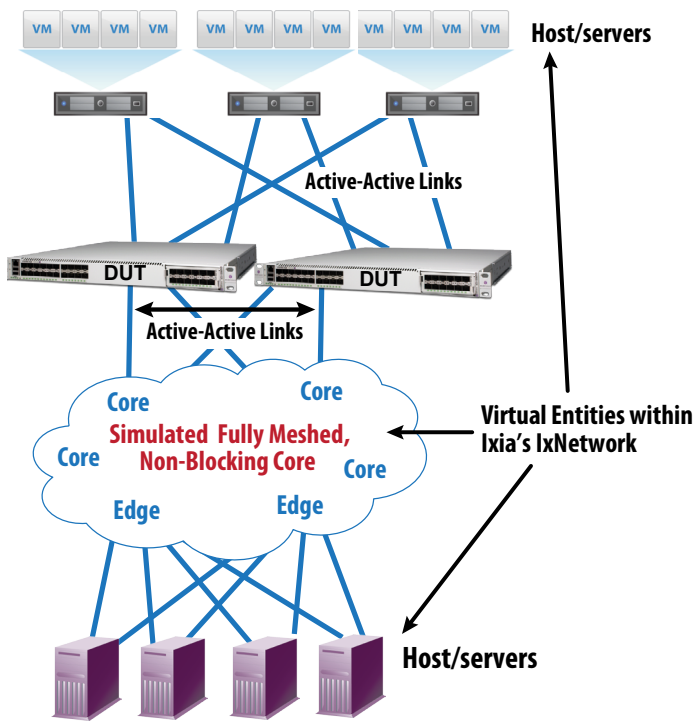 VM VM VM VM VM VM VM VM VM VM VM VM
Host/servers
Active-Active Links
DUT
DUT
Active-Active Links
Core
Core
Simulated Fully Meshed,
Non-Blocking Core
Core
Core
Edge
Edge
Virtual Entities within
Ixia's IxNetwork
Host/servers